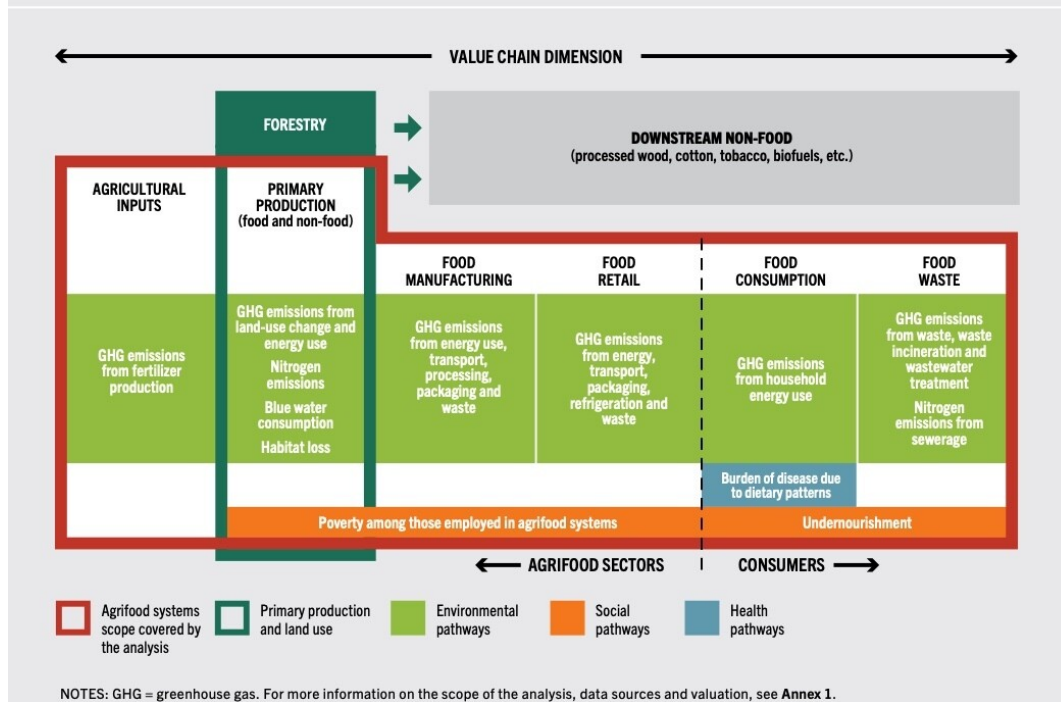 VALUE CHAIN DIMENSION
FORESTRY
DOWNSTREAM NON-FOOD
(processed wood, cotton, tobacco, biofuels, etc.)
AGRICULTURAL
INPUTS
PRIMARY
PRODUCTION
(food and non-food)
FOOD
MANUFACTURING
FOOD
RETAIL
FOOD
CONSUMPTION
FOOD
WASTE
GHG emissions
from fertilizer
production
GHG emissions from
land-use change and
energy use
Nitrogen
emissions
Blue water
consumption
Habitat loss
GHG emissions
from energy use,
transport,
processing,
packaging and
waste
GHG emissions
from energy,
transport,
packaging,
refrigeration and
waste
GHG emissions
from household
energy use
GHG emissions
from waste, waste
incineration and
wastewater
treatment
Nitrogen
emissions from
sewerage
Burden of disease due
to dietary patterns
Poverty among those employed in agrifood systems
Undernourishment
AGRIFOOD SECTORS
CONSUMERS
Agrifood systems
scope covered by
the analysis
Primary production
and land use
Environmental
pathways
Social
pathways
Health
pathways
NOTES: GHG = greenhouse gas. For more information on the scope of the analysis, data sources and valuation, see Annex 1.